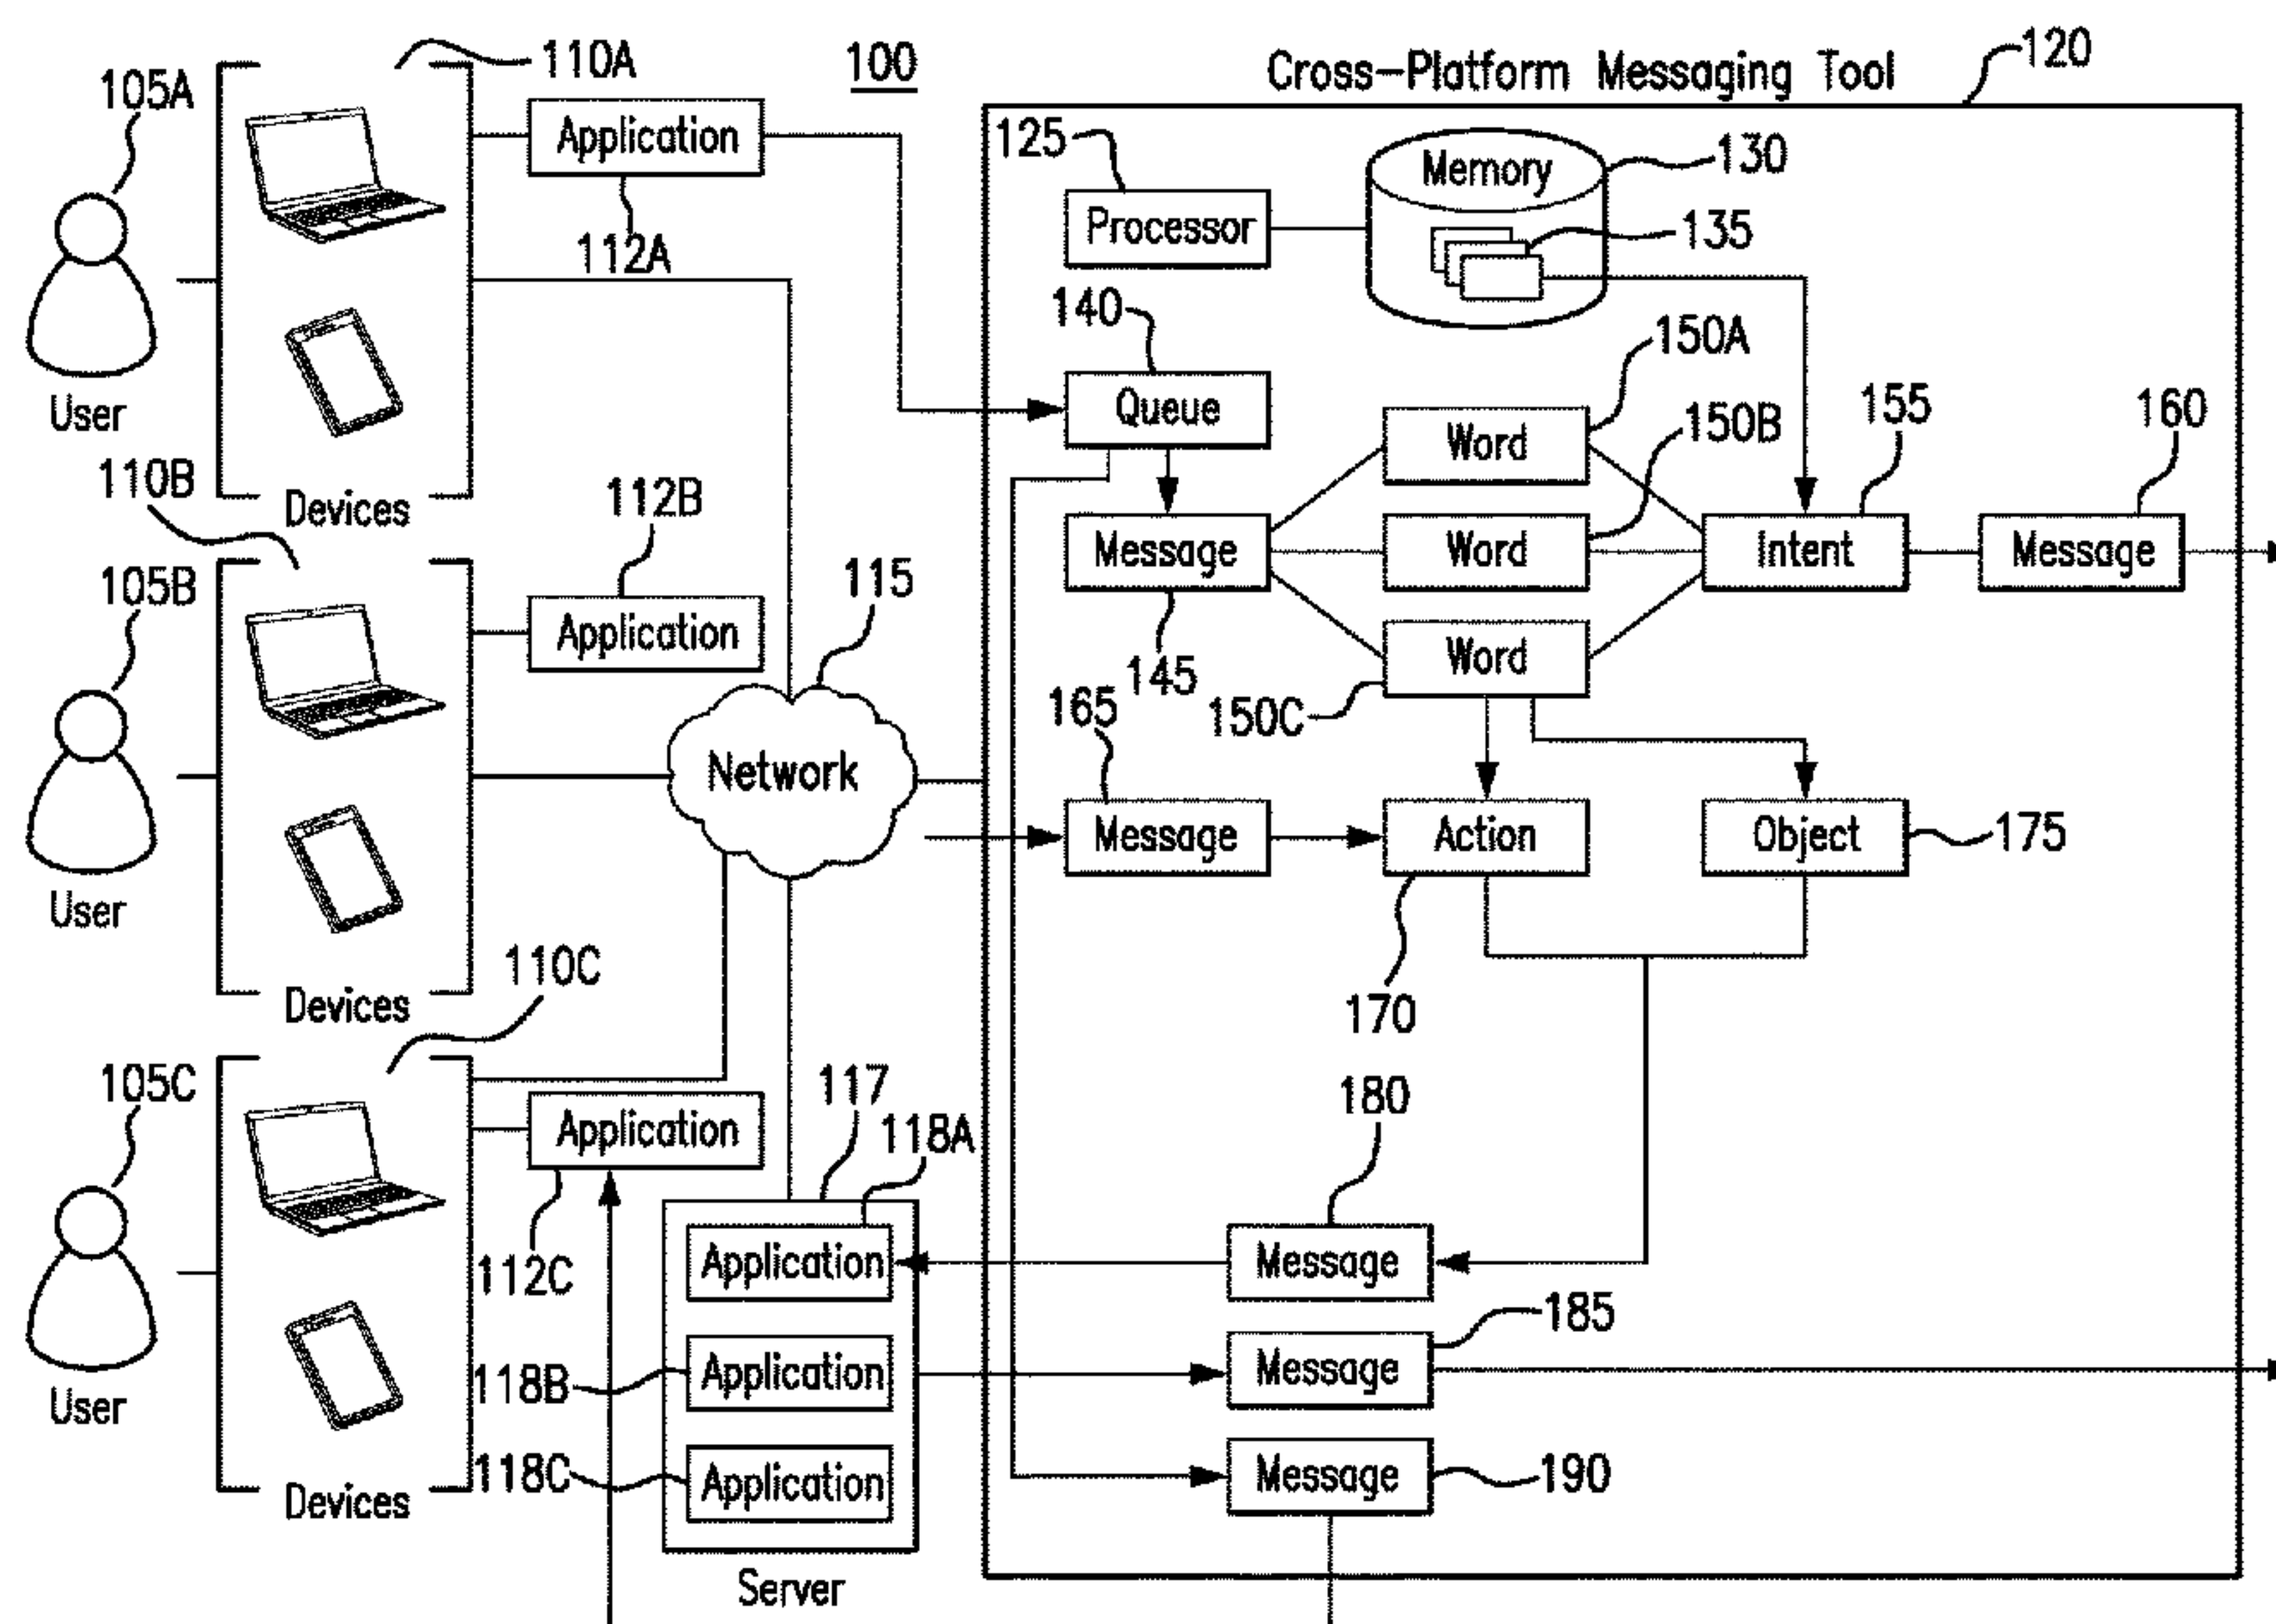 100
110A
105A
Application
112A
User
Devices
110B
112B
105B
Application
115
Network
User
Devices
110C
105C
Application
112C
117
118A
Application
118B
Application
118C
Application
Server
User
Devices
Cross-Platform Messaging Tool
120
125
Processor
Memory
130
135
140
Queue
150A
Word
150B
Word
155
Intent
160
Message
Message
145
Word
150C
165
Message
Action
170
Object
175
180
Message
185
Message
Message
190